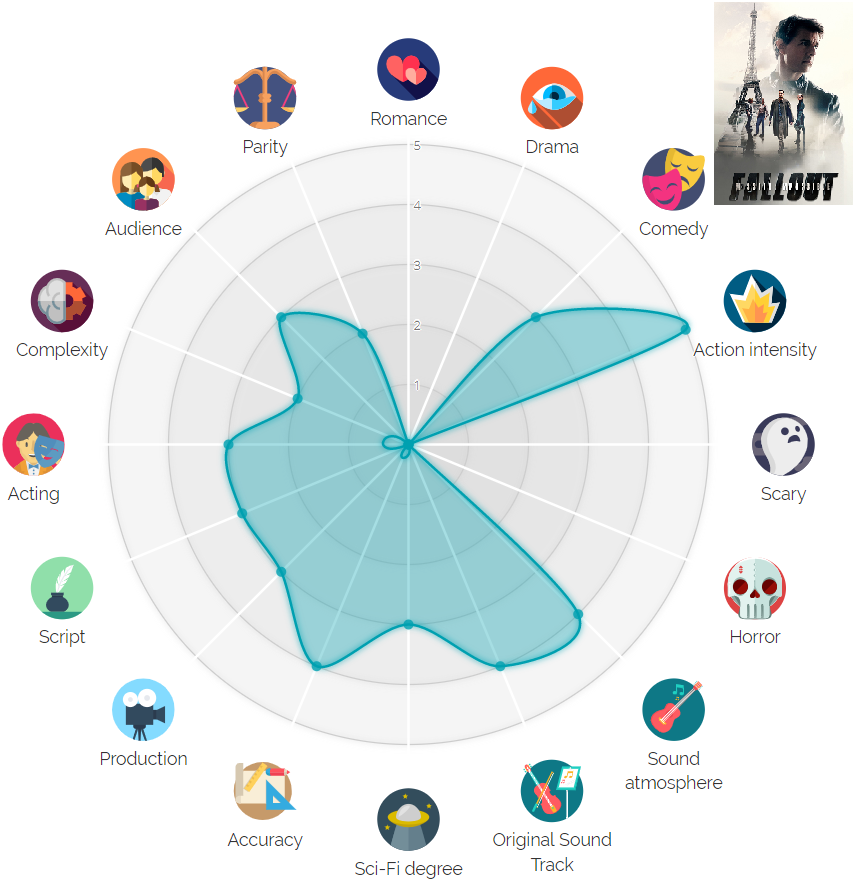 Romance
Parity
Drama
5
Audience
Comedy
MISSION: IMPOSSIBLE
FALLOUT
4
3
Complexity
Action intensity
2
1
Acting
Scary
Script
Horror
Production
Sound
atmosphere
Accuracy
Original Sound
Track
Sci-Fi degree